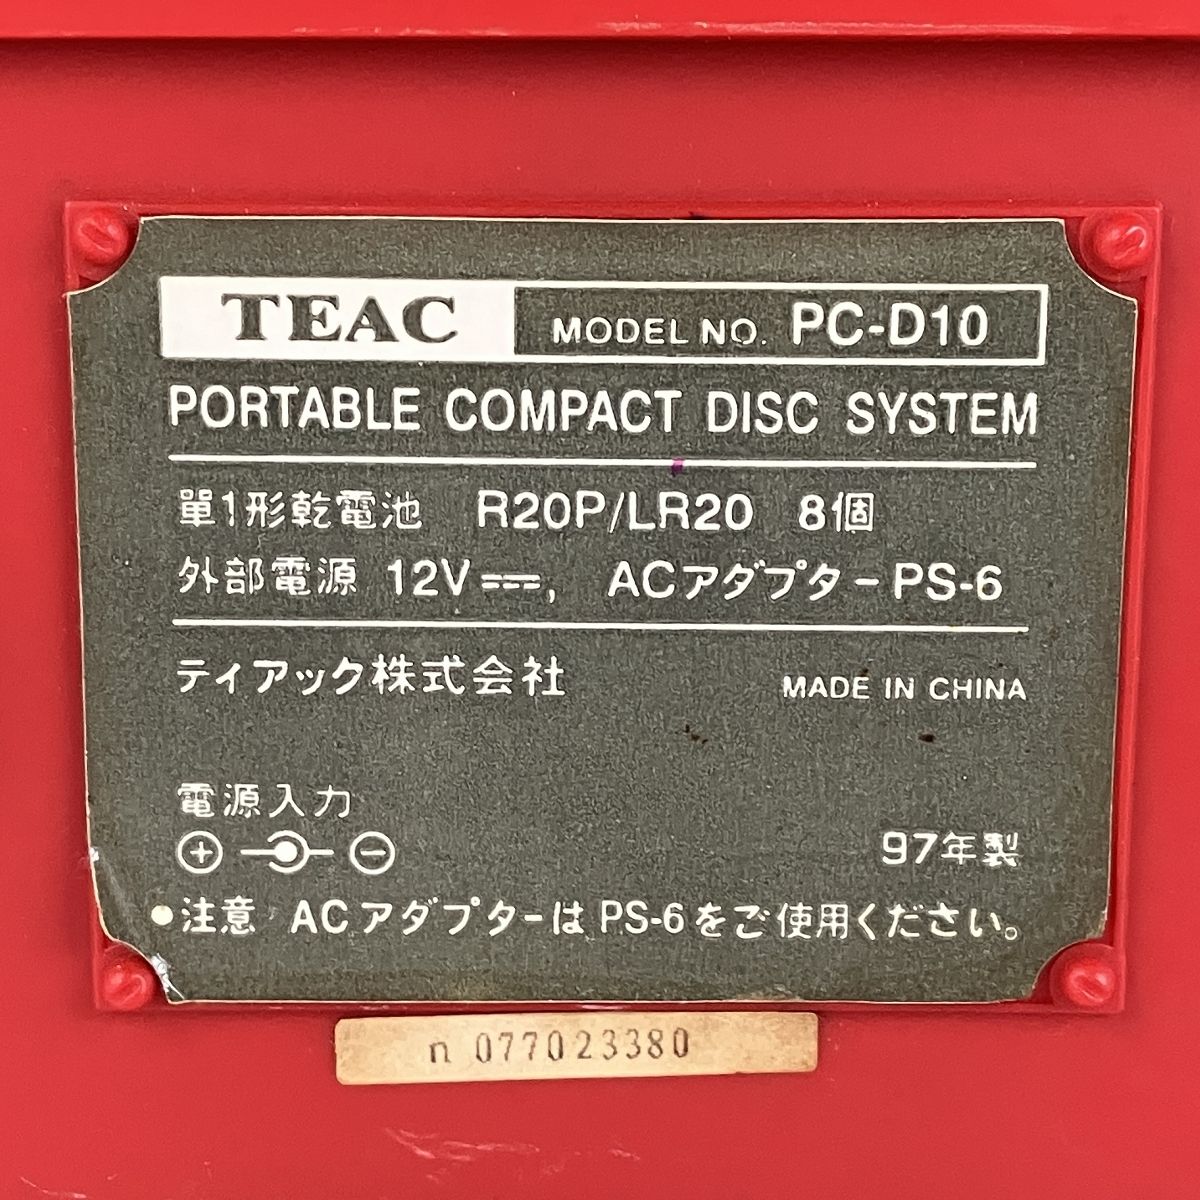 TEAC MODEL NO. PC-D10
PORTABLE COMPACT DISC SYSTEM
單1形乾電池 R20P/LR20 8個
外部電源 12V⎓, ACアダプター PS-6
ティアック株式会社 MADE IN CHINA
電源入力
97年製
•注意 ACアダプターは PS-6をご使用ください。
n 077023380